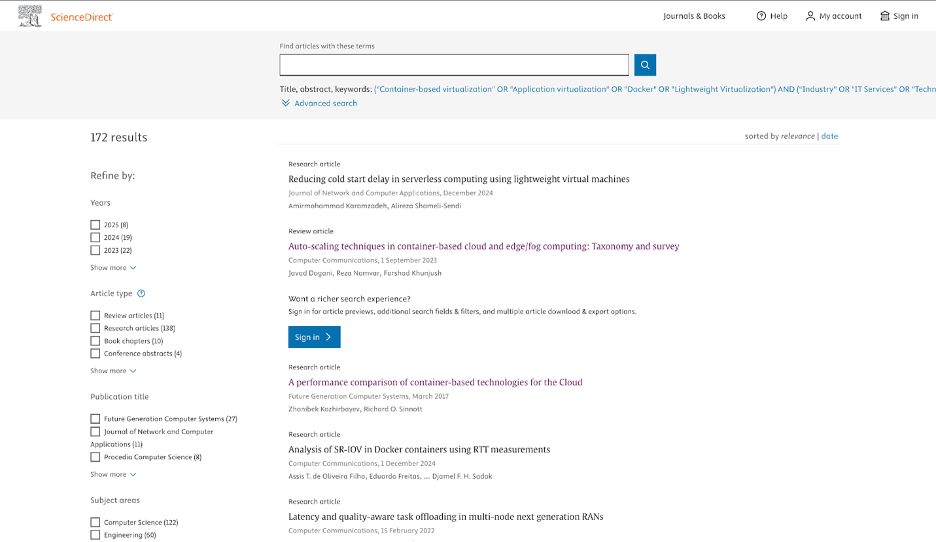 ScienceDirect
Journals & Books
Help
My account
Sign in
Find articles with these terms
Title, abstract, keywords: ("Container-based virtualization" OR "Application virtualization" OR "Docker" OR "Lightweight Virtualization") AND ("Industry" OR "IT Services" OR "Techn
Advanced search
172 results
sorted by relevance | date
Refine by:
Years
2025 (8)
2024 (19)
2023 (22)
Show more
Article type
Review articles (11)
Research articles (138)
Book chapters (10)
Conference abstracts (4)
Show more
Publication title
Future Generation Computer Systems (27)
Journal of Network and Computer
Applications (11)
Procedia Computer Science (8)
Show more
Subject areas
Computer Science (122)
Engineering (60)
Research article
Reducing cold start delay in serverless computing using lightweight virtual machines
Journal of Network and Computer Applications, December 2024
Amirmohammad Karamzadeh, Alireza Shameli-Sendi
Review article
Auto-scaling techniques in container-based cloud and edge/fog computing: Taxonomy and survey
Computer Communications, 1 September 2023
Javad Dogani, Reza Namvar, Farshad Khunjush
Want a richer search experience?
Sign in for article previews, additional search fields & filters, and multiple article download & export options.
Sign in
Research article
A performance comparison of container-based technologies for the Cloud
Future Generation Computer Systems, March 2017
Zhanibek Kozhirbayev, Richard O. Sinnott
Research article
Analysis of SR-IOV in Docker containers using RTT measurements
Computer Communications, 1 December 2024
Assis T. de Oliveira Filho, Eduardo Freitas, ... Djamel F. H. Sadok
Research article
Latency and quality-aware task offloading in multi-node next generation RANs
Computer Communications, 15 February 2022